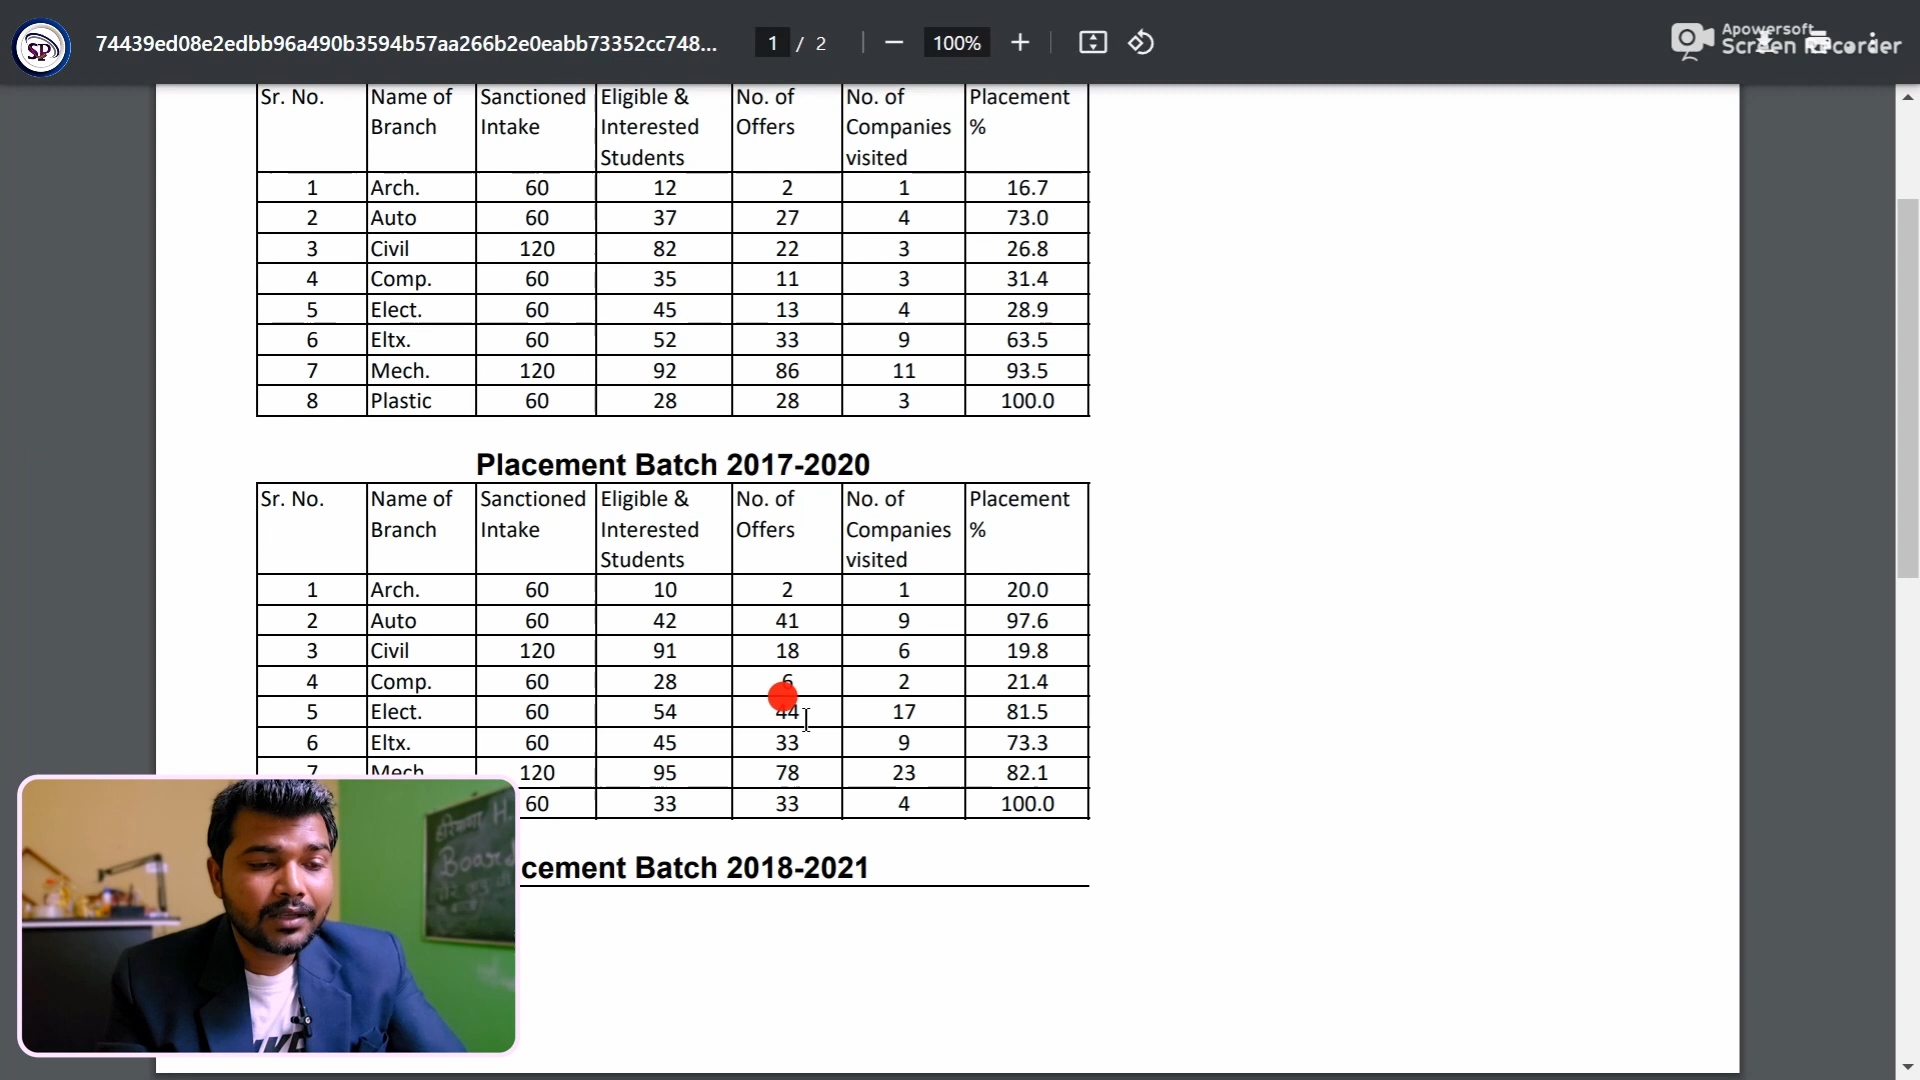 SP 74439ed08e2edbb96a490b3594b57aa266b2e0eabb73352cc748... 1 / 2 100% Apowersoft
Screen Recorder
Sr. No. Name of Branch Sanctioned Intake Eligible & Interested Students No. of Offers No. of Companies visited Placement %
1 Arch. 60 12 2 1 16.7
2 Auto 60 37 27 4 73.0
3 Civil 120 82 22 3 26.8
4 Comp. 60 35 11 3 31.4
5 Elect. 60 45 13 4 28.9
6 Eltx. 60 52 33 9 63.5
7 Mech. 120 92 86 11 93.5
8 Plastic 60 28 28 3 100.0
Placement Batch 2017-2020
Sr. No. Name of Branch Sanctioned Intake Eligible & Interested Students No. of Offers No. of Companies visited Placement %
1 Arch. 60 10 2 1 20.0
2 Auto 60 42 41 9 97.6
3 Civil 120 91 18 6 19.8
4 Comp. 60 28 6 2 21.4
5 Elect. 60 54 44 17 81.5
6 Eltx. 60 45 33 9 73.3
7 Mech 120 95 78 23 82.1
60 33 33 4 100.0
cement Batch 2018-2021
H.
Board